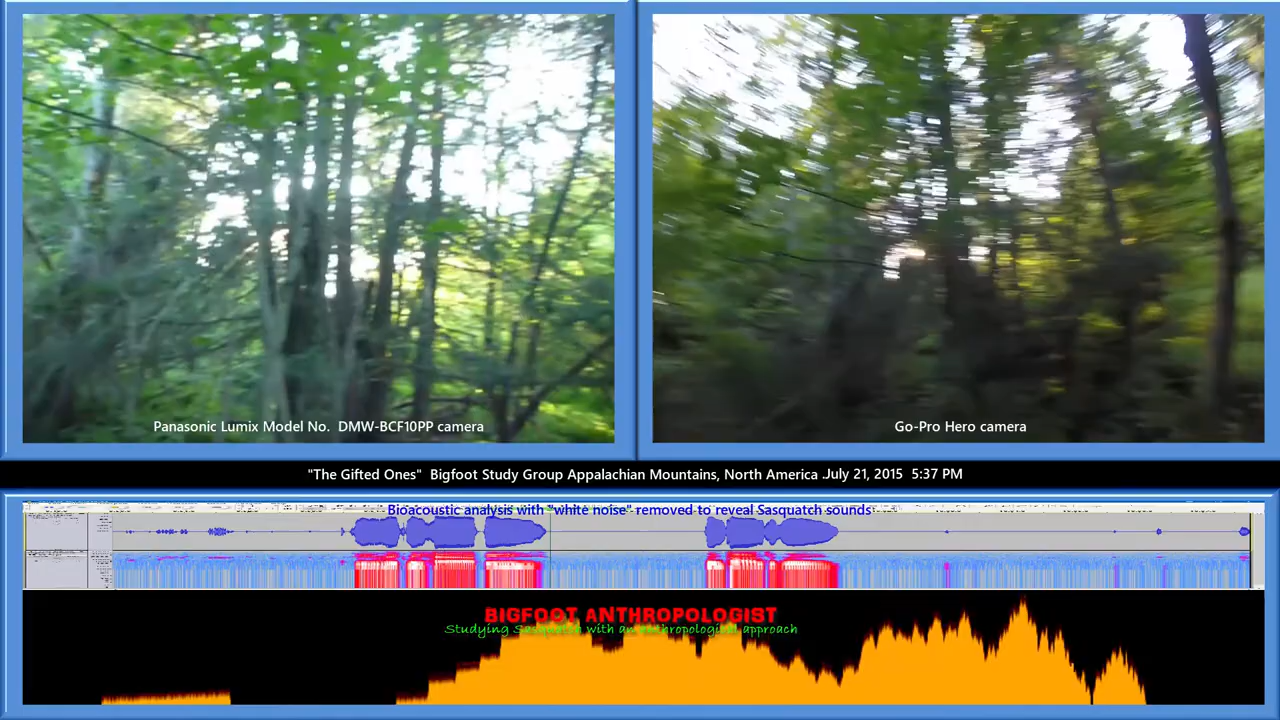 Panasonic Lumix Model No. DMW-BCF10PP camera
Go-Pro Hero camera
"The Gifted Ones" Bigfoot Study Group Appalachian Mountains, North America .July 21, 2015 5:37 PM
Bioacoustic analysis with "white noise" removed to reveal Sasquatch sounds
BIGFOOT ANTHROPOLOGIST
Studying Sasquatch with an anthropological approach